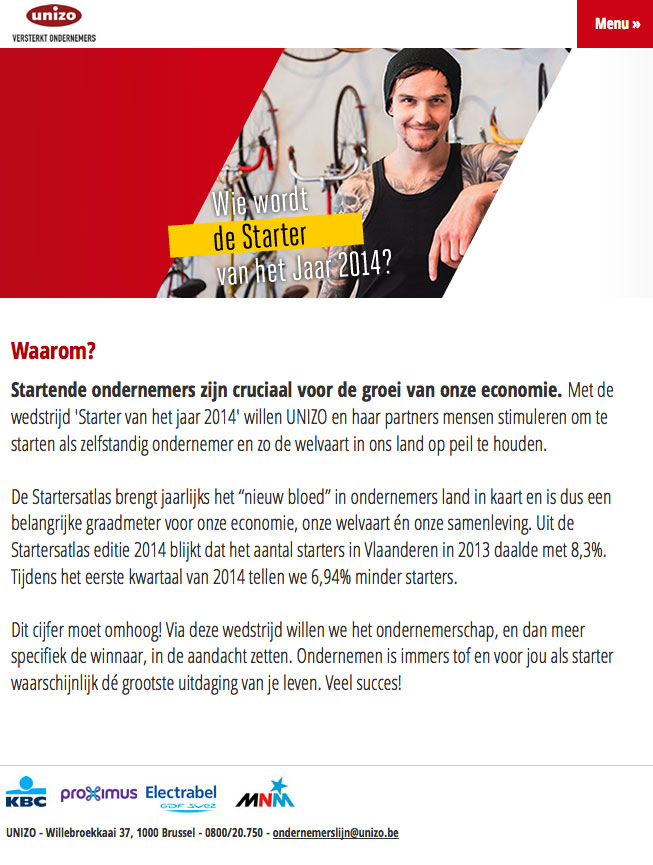 unizo
VERSTERKT ONDERNEMERS
Menu »
Wie wordt
de Starter
van het Jaar 2014?
Waarom?
Startende ondernemers zijn cruciaal voor de groei van onze economie. Met de
wedstrijd 'Starter van het jaar 2014' willen UNIZO en haar partners mensen stimuleren om te
starten als zelfstandig ondernemer en zo de welvaart in ons land op peil te houden.
De Startersatlas brengt jaarlijks het “nieuw bloed” in ondernemers land in kaart en is dus een
belangrijke graadmeter voor onze economie, onze welvaart én onze samenleving. Uit de
Startersatlas editie 2014 blijkt dat het aantal starters in Vlaanderen in 2013 daalde met 8,3%.
Tijdens het eerste kwartaal van 2014 tellen we 6,94% minder starters.
Dit cijfer moet omhoog! Via deze wedstrijd willen we het ondernemerschap, en dan meer
specifiek de winnaar, in de aandacht zetten. Ondernemen is immers tof en voor jou als starter
waarschijnlijk dé grootste uitdaging van je leven. Veel succes!
KBC proximus Electrabel MNM
GDF SUEZ
UNIZO - Willebroekkaai 37, 1000 Brussel - 0800/20.750 - ondernemerslijn@unizo.be